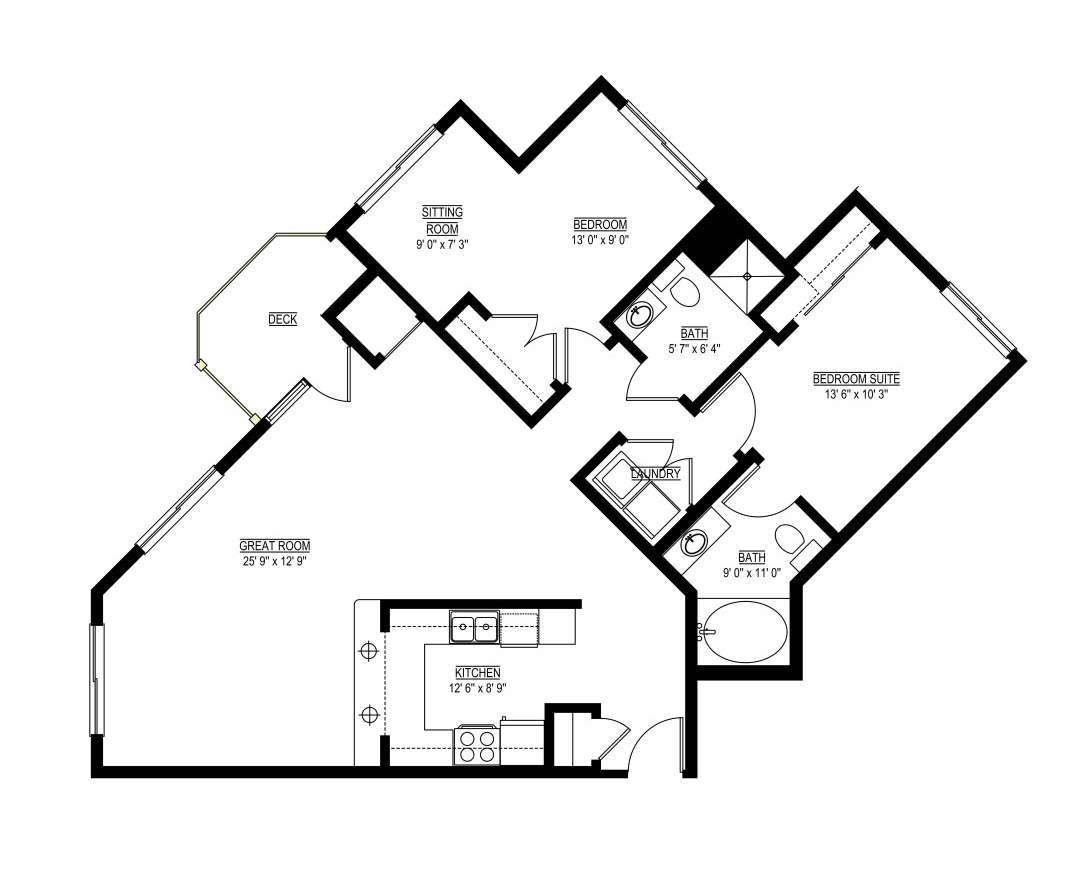 SITTING
ROOM
9' 0" x 7' 3"
BEDROOM
13' 0" x 9' 0"
DECK
BATH
5' 7" x 6' 4"
BEDROOM SUITE
13' 6" x 10' 3"
LAUNDRY
GREAT ROOM
25' 9" x 12' 9"
BATH
9' 0" x 11' 0"
KITCHEN
12' 6" x 8' 9"